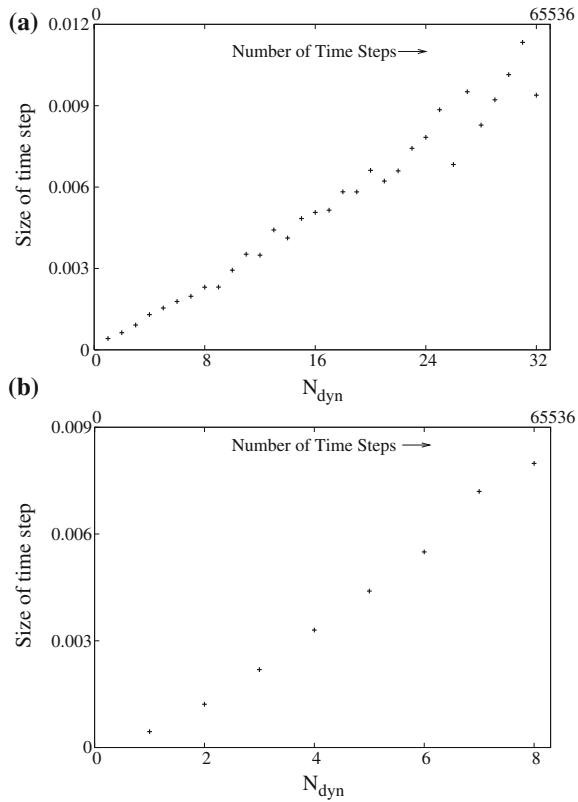 (a)
0 65536
0.012
Number of Time Steps
0.009
Size of time step
0.006
0.003
0
0 8 16 24 32
N_dyn
(b)
0 65536
0.009
Number of Time Steps
0.006
Size of time step
0.003
0
0 2 4 6 8
N_dyn